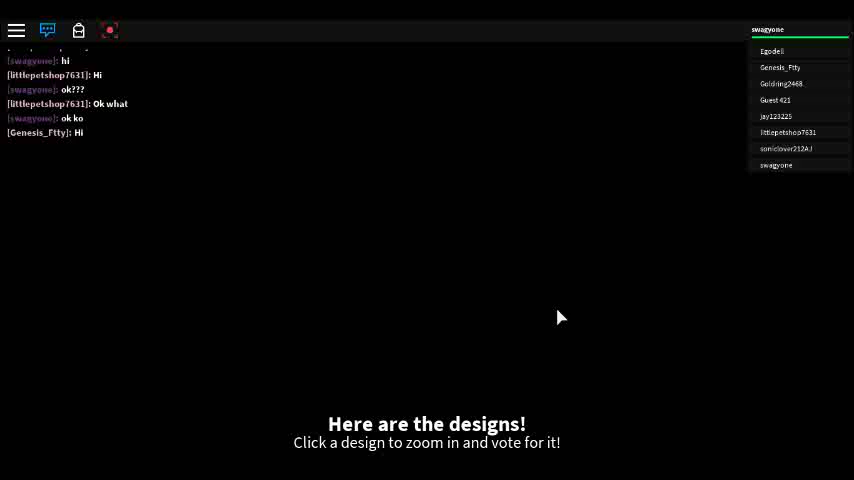 [swagyone]: hi
[littlepetshop7631]: Hi
[swagyone]: ok???
[littlepetshop7631]: Ok what
[swagyone]: ok ko
[Genesis_Ftty]: Hi
swagyone
Egodell
Genesis_Ftty
Goldring2468
Guest 421
jay123225
littlepetshop7631
soniclover212AJ
swagyone
Here are the designs!
Click a design to zoom in and vote for it!